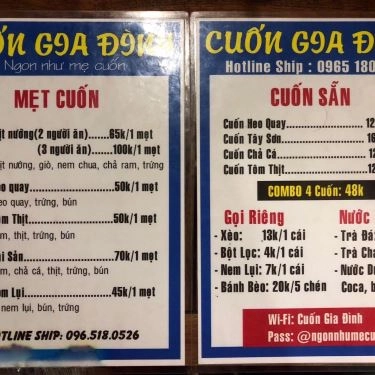 ỐN GIA ĐÌNH
Ngon như mẹ cuốn
MẸT CUỐN
nướng(2 người ăn).......65k/1 mẹt
(3 người ăn).......100k/1 mẹt
nướng, giò, nem chua, chả ram, trứng
quay......................50k/1 mẹt
quay, trứng, bún
Thịt.......................50k/1 mẹt
thịt, trứng, bún
Sản.......................70k/1 mẹt
chả cá, thịt, trứng, bún
Lụi.......................45k/1 mẹt
nem lụi, bún, trứng
HOTLINE SHIP: 096.518.0526
CUỐN GIA Đ
Hotline Ship : 0965 180
CUỐN SẴN
Cuốn Heo Quay
Cuốn Tây Sơn
Cuốn Chả Cá
Cuốn Tôm Thịt
COMBO 4 Cuốn: 48k
Gọi Riêng
- Xèo: 13k/1 cái
- Bột Lọc: 4k/1 cái
- Nem Lụi: 7k/1 cái
- Bánh Bèo: 20k/5 chén
Nước
- Trà Đá
- Trà
- Nước
Coca,
Wi-Fi: Cuốn Gia Đình
Pass: @ngonnhumecu